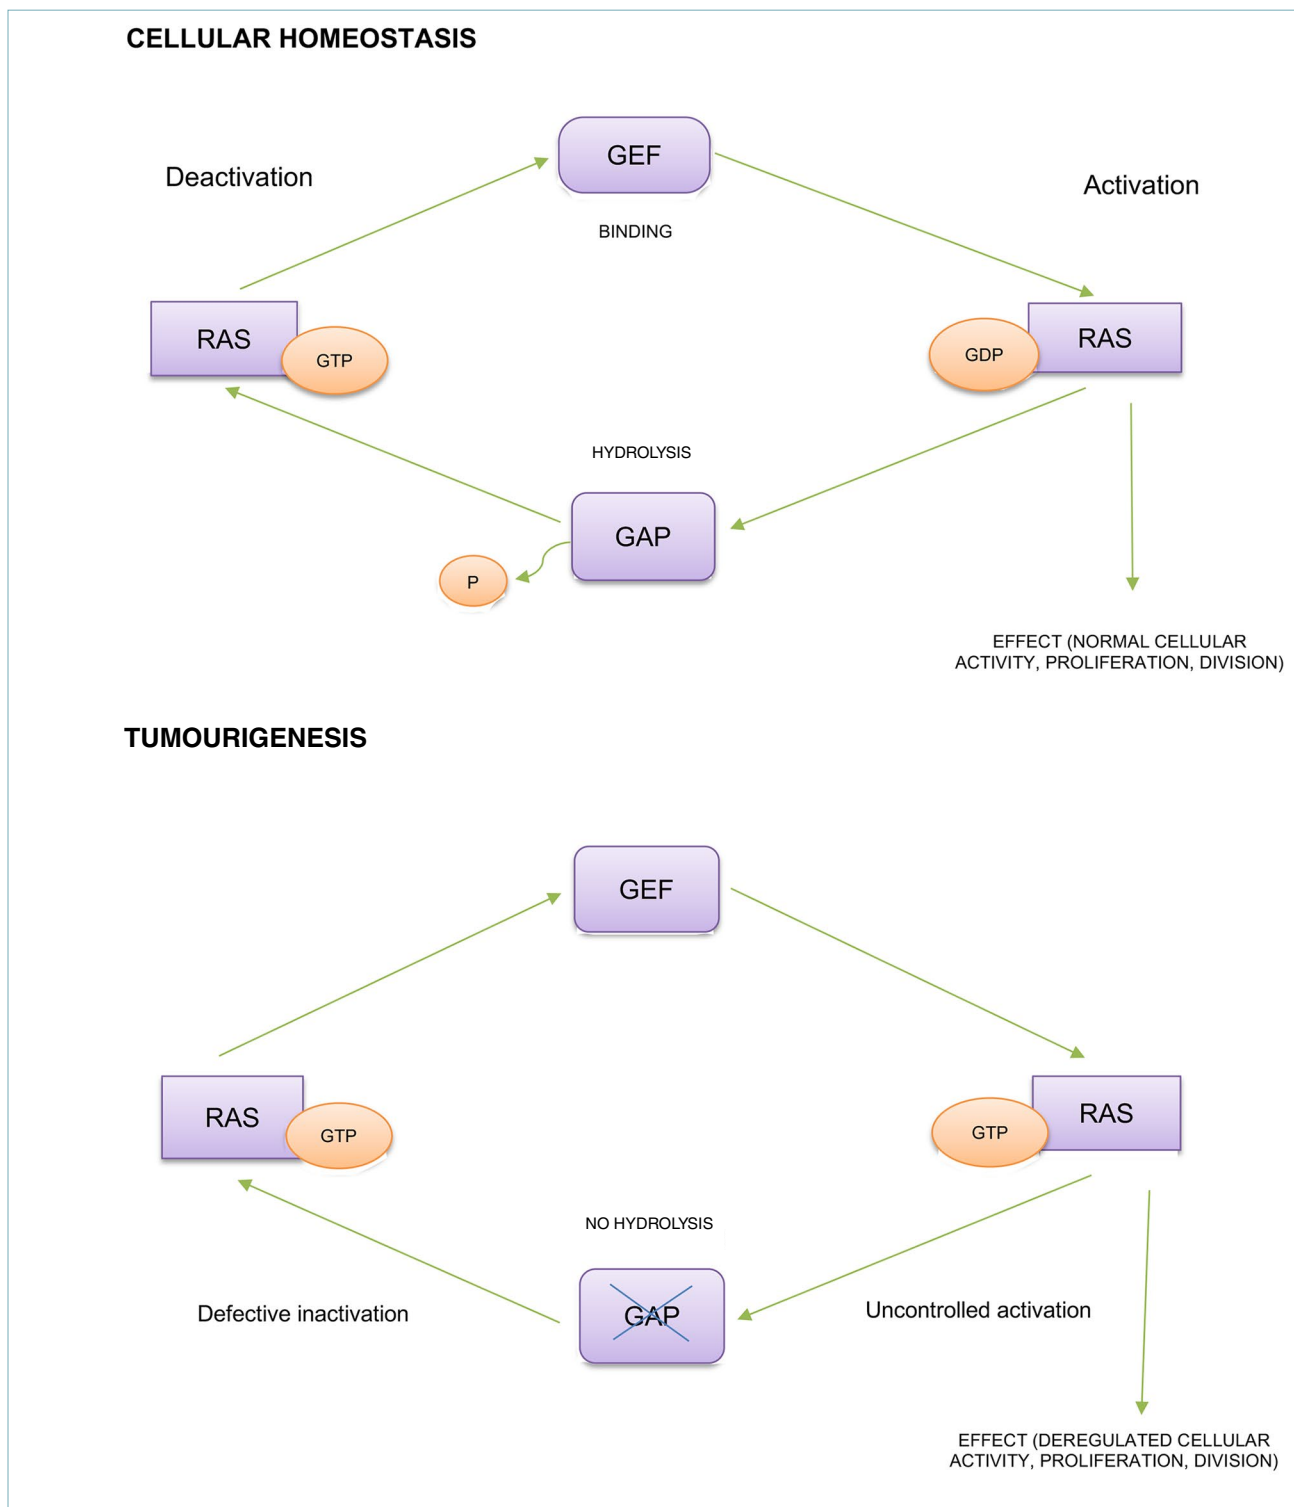 CELLULAR HOMEOSTASIS
GEF
Deactivation
Activation
BINDING
RAS
GTP
GDP
RAS
HYDROLYSIS
GAP
P
EFFECT (NORMAL CELLULAR
ACTIVITY, PROLIFERATION, DIVISION)
TUMOURIGENESIS
GEF
RAS
GTP
GTP
RAS
NO HYDROLYSIS
GAP
Defective inactivation
Uncontrolled activation
EFFECT (DEREGULATED CELLULAR
ACTIVITY, PROLIFERATION, DIVISION)